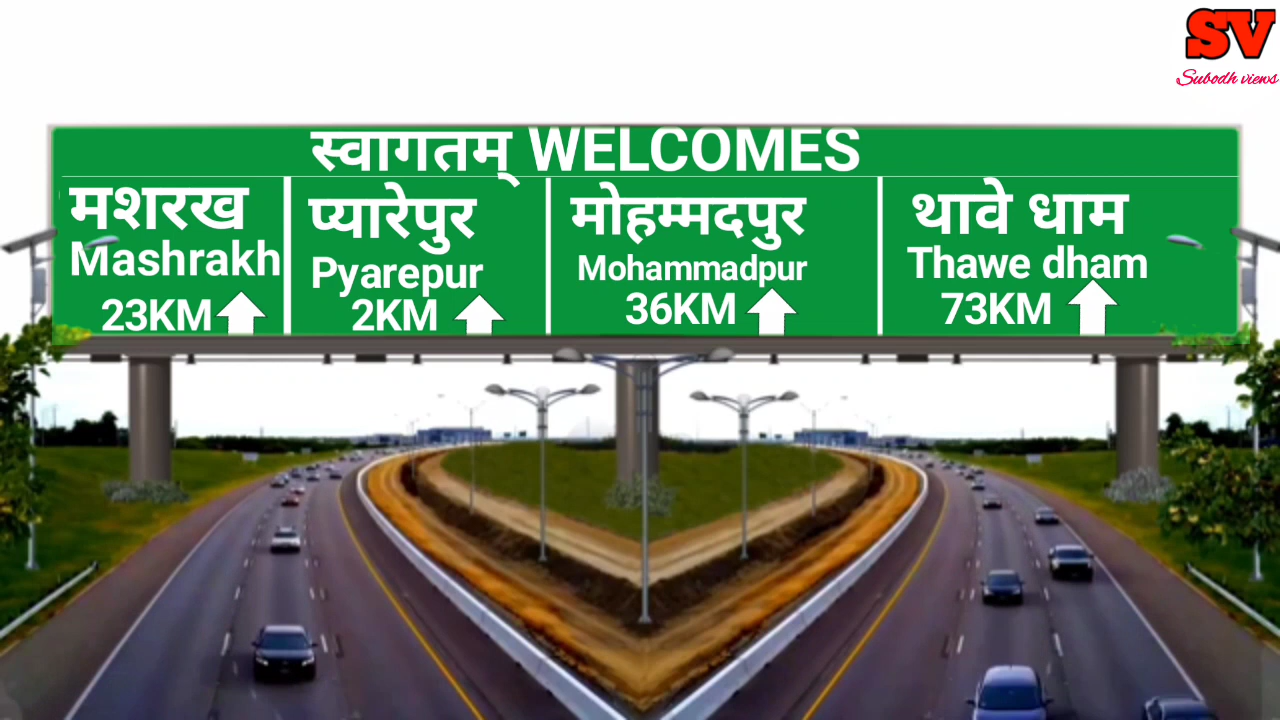 SV
Subodh views
स्वागतम् WELCOMES
मशरख
Mashrakh
23KM
प्यारेपुर
Pyarepur
2KM
मोहम्मदपुर
Mohammadpur
36KM
थावे धाम
Thawe dham
73KM